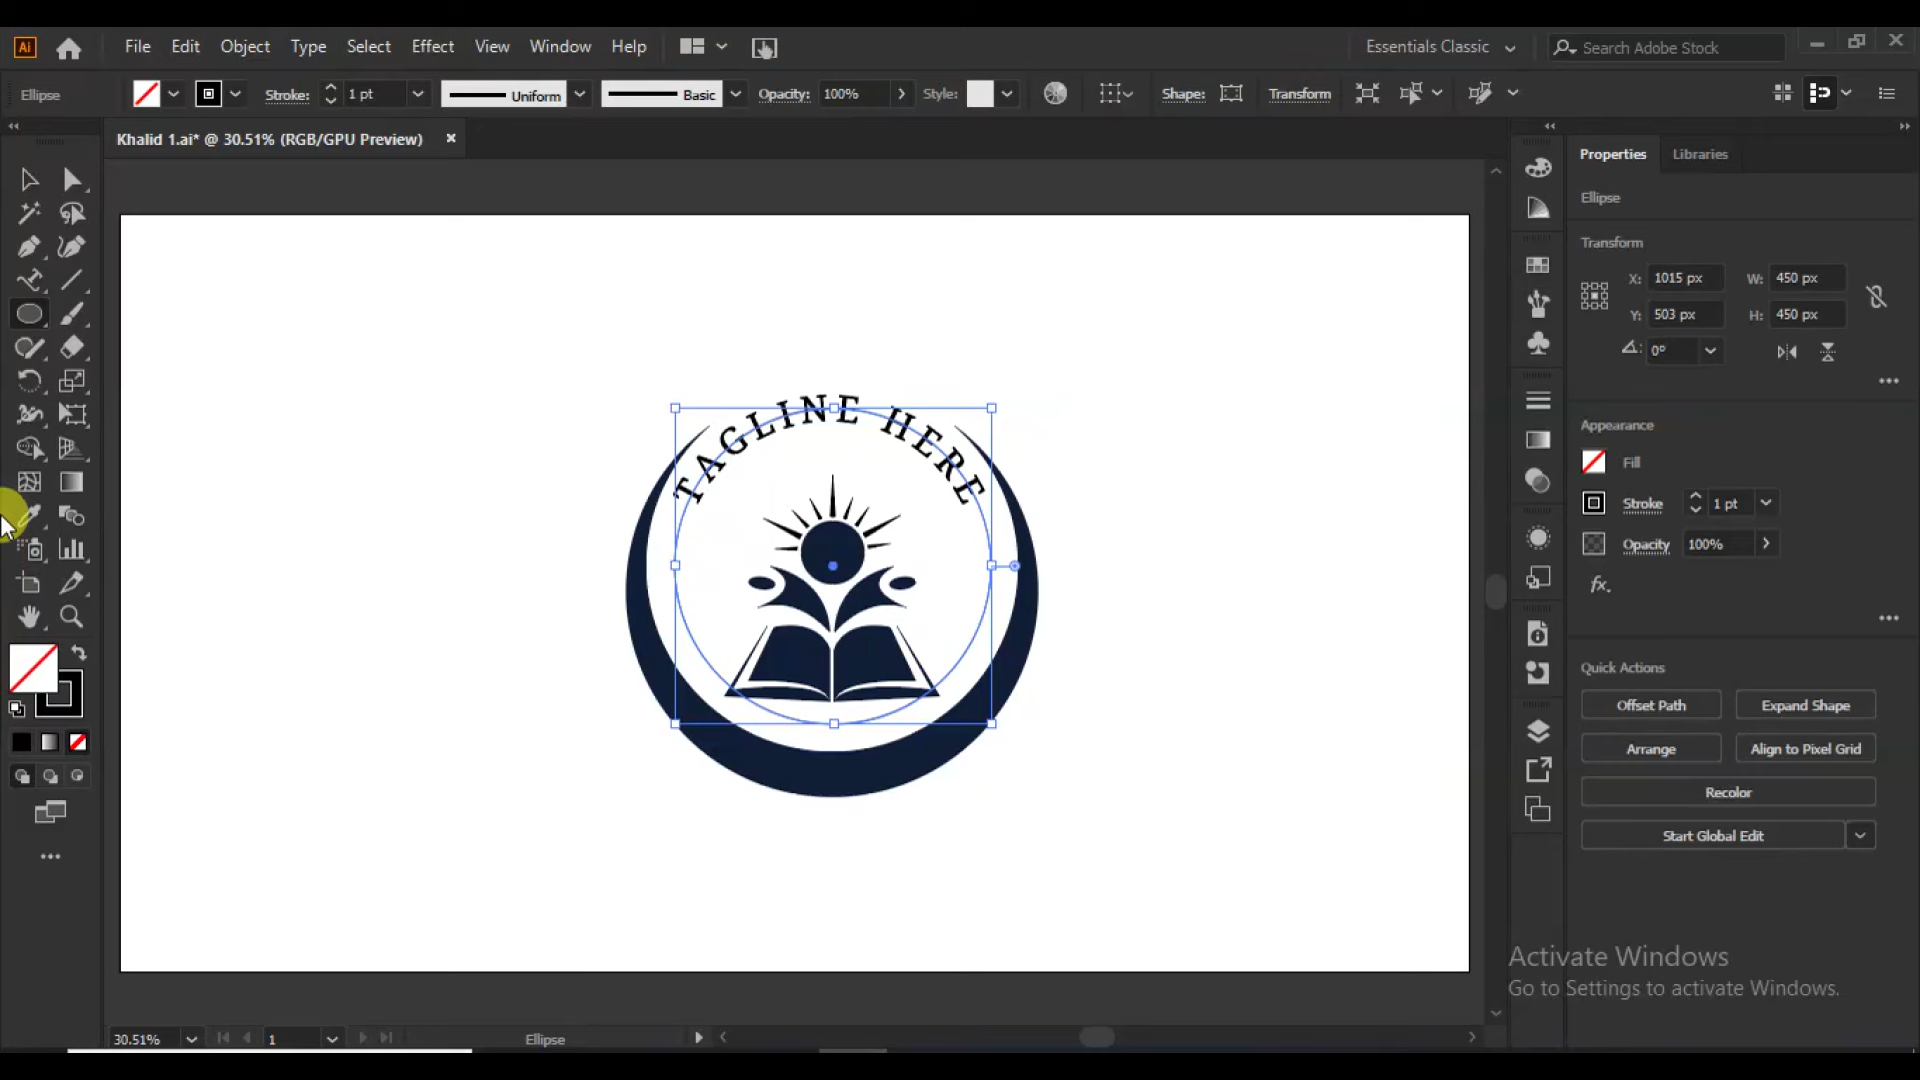 Ai File Edit Object Type Select Effect View Window Help Essentials Classic Search Adobe Stock
Ellipse Stroke: 1 pt Uniform Basic Opacity: 100% Style: Shape: Transform
Khalid 1.ai* @ 30.51% (RGB/GPU Preview)
Properties Libraries
Ellipse
Transform
X: 1015 px W: 450 px
Y: 503 px H: 450 px
0°
Appearance
Fill
Stroke 1 pt
Opacity 100%
fx.
Quick Actions
Offset Path Expand Shape
Arrange Align to Pixel Grid
Recolor
Start Global Edit
TAGLINE HERE
Activate Windows
Go to Settings to activate Windows.
30.51% 1 Ellipse